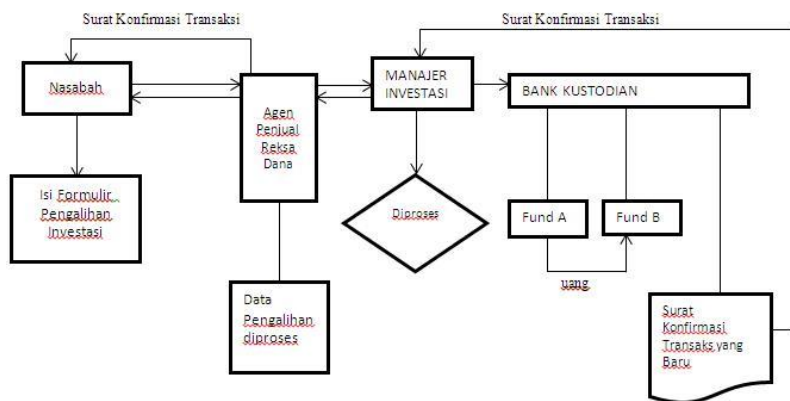 Surat Konfirmasi Transaksi
Surat Konfirmasi Transaksi
Nasabah
Agen
Penjual
Reksa
Dana
MANAJER
INVESTASI
BANK KUSTODIAN
Isi Formulir
Pengalihan
Investasi
Diproses
Fund A
Fund B
uang
Data
Pengalihan
diproses
Surat
Konfirmasi
Transaks yang
Baru